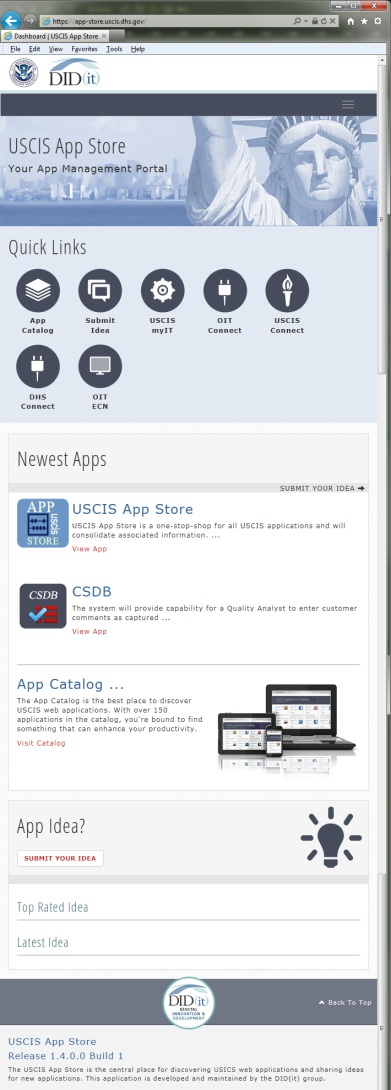 https://app-store.uscis.dhs.gov/
Dashboard | USCIS App Store
File Edit View Favorites Tools Help
DID(it)
USCIS App Store
Your App Management Portal
Quick Links
App Catalog
Submit Idea
USCIS myIT
OIT Connect
USCIS Connect
DHS Connect
OIT ECN
Newest Apps
SUBMIT YOUR IDEA
APP
uscis
STORE
USCIS App Store
USCIS App Store is a one-stop-shop for all USCIS applications and will
consolidate associated information. ...
View App
CSDB
CSDB
The system will provide capability for a Quality Analyst to enter customer
comments as captured ...
View App
App Catalog ...
The App Catalog is the best place to discover
USCIS web applications. With over 150
applications in the catalog, you're bound to find
something that can enhance your productivity.
Visit Catalog
App Idea?
SUBMIT YOUR IDEA
Top Rated Idea
Latest Idea
DID(it)
DIGITAL
INNOVATION &
DEVELOPMENT
Back To Top
USCIS App Store
Release 1.4.0.0 Build 1
The USCIS App Store is the central place for discovering USICS web applications and sharing ideas
for new applications. This application is developed and maintained by the DID(it) group.